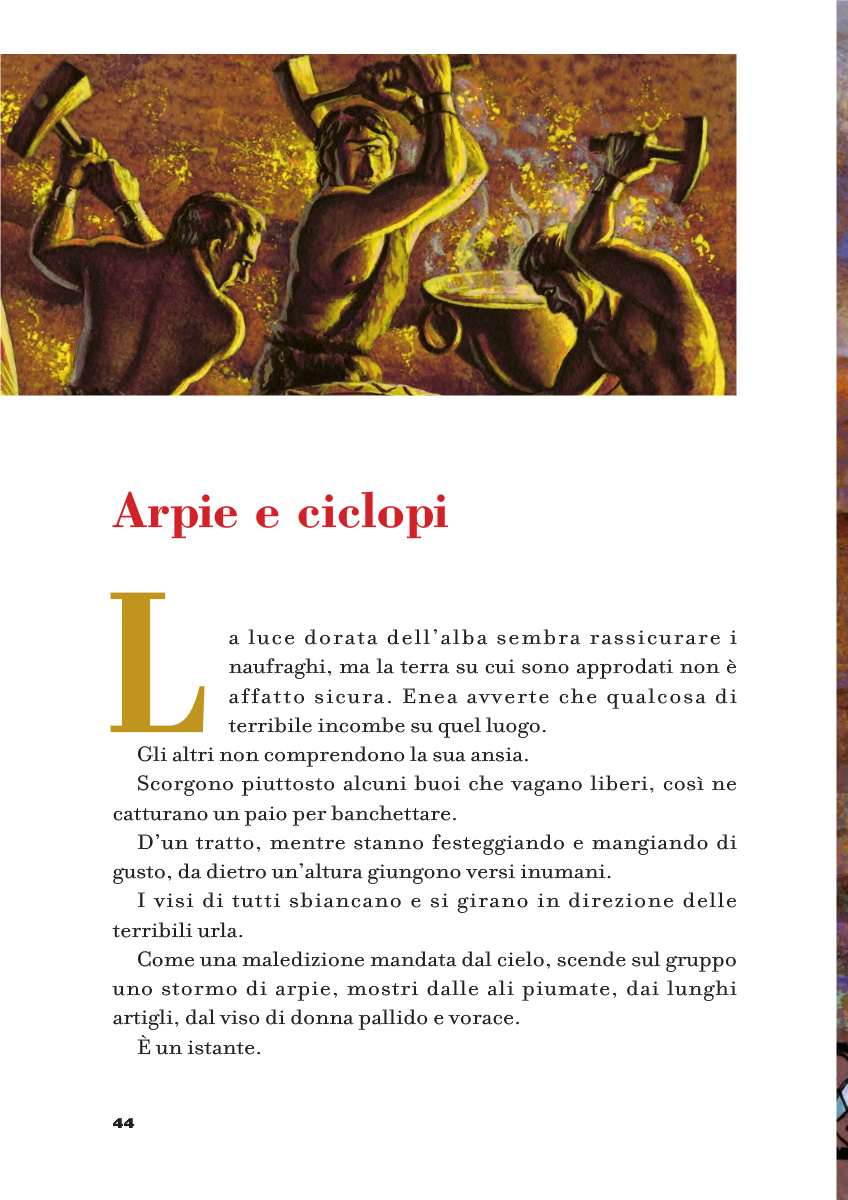 Arpie e ciclopi
La luce dorata dell’alba sembra rassicurare i
naufraghi, ma la terra su cui sono approdati non è
affatto sicura. Enea avverte che qualcosa di
terribile incombe su quel luogo.
Gli altri non comprendono la sua ansia.
Scorgono piuttosto alcuni buoi che vagano liberi, così ne
catturano un paio per banchettare.
D’un tratto, mentre stanno festeggiando e mangiando di
gusto, da dietro un’altura giungono versi inumani.
I visi di tutti sbiancano e si girano in direzione delle
terribili urla.
Come una maledizione mandata dal cielo, scende sul gruppo
uno stormo di arpie, mostri dalle ali piumate, dai lunghi
artigli, dal viso di donna pallido e vorace.
È un istante.
44